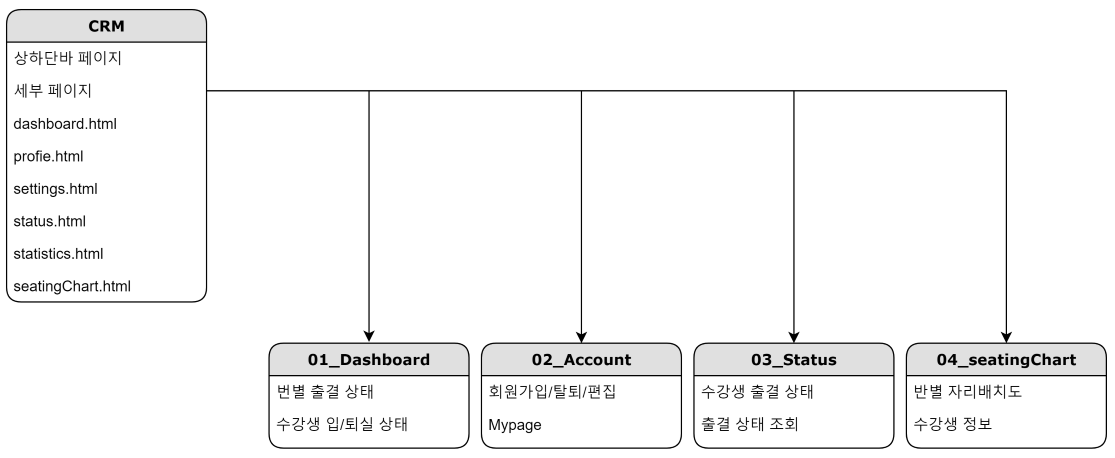 CRM
상하단바 페이지
세부 페이지
dashboard.html
profie.html
settings.html
status.html
statistics.html
seatingChart.html
01_Dashboard
번별 출결 상태
수강생 입/퇴실 상태
02_Account
회원가입/탈퇴/편집
Mypage
03_Status
수강생 출결 상태
출결 상태 조회
04_seatingChart
반별 자리배치도
수강생 정보